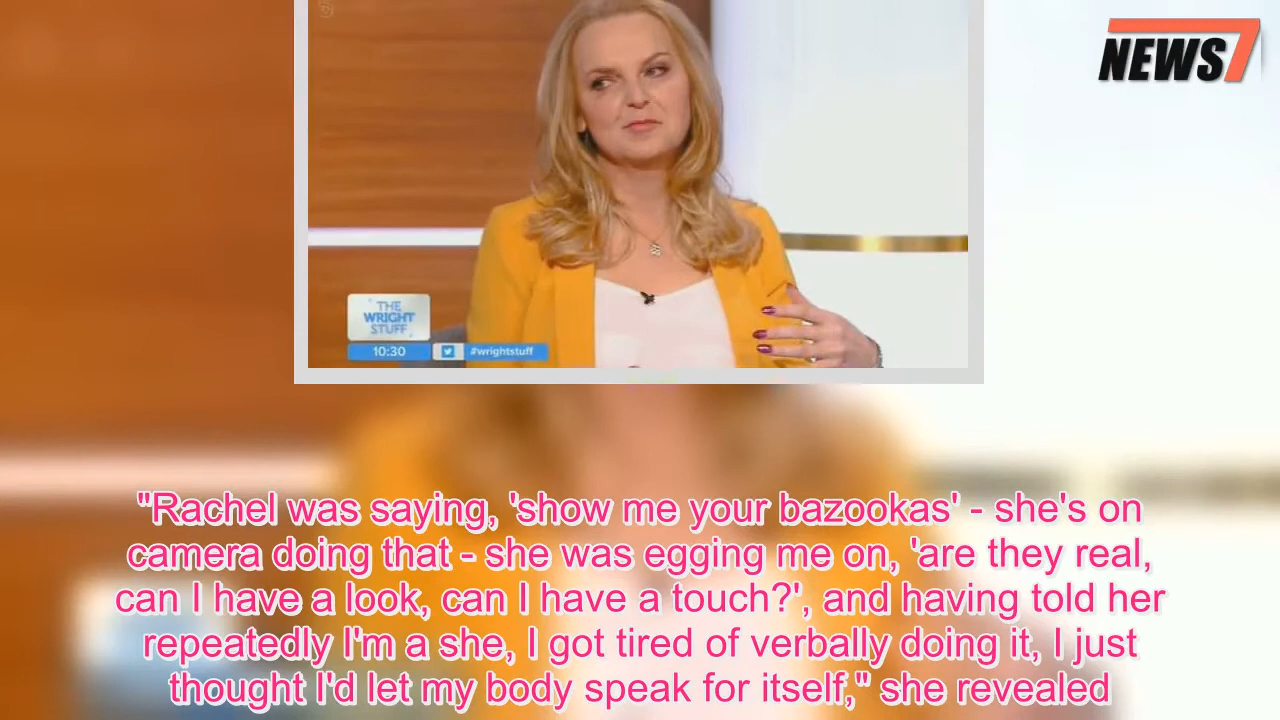 NEWS7
THE
WRIGHT
STUFF
10:30
#wrightstuff
"Rachel was saying, 'show me your bazookas' - she's on
camera doing that - she was egging me on, 'are they real,
can I have a look, can I have a touch?', and having told her
repeatedly I'm a she, I got tired of verbally doing it, I just
thought I'd let my body speak for itself," she revealed